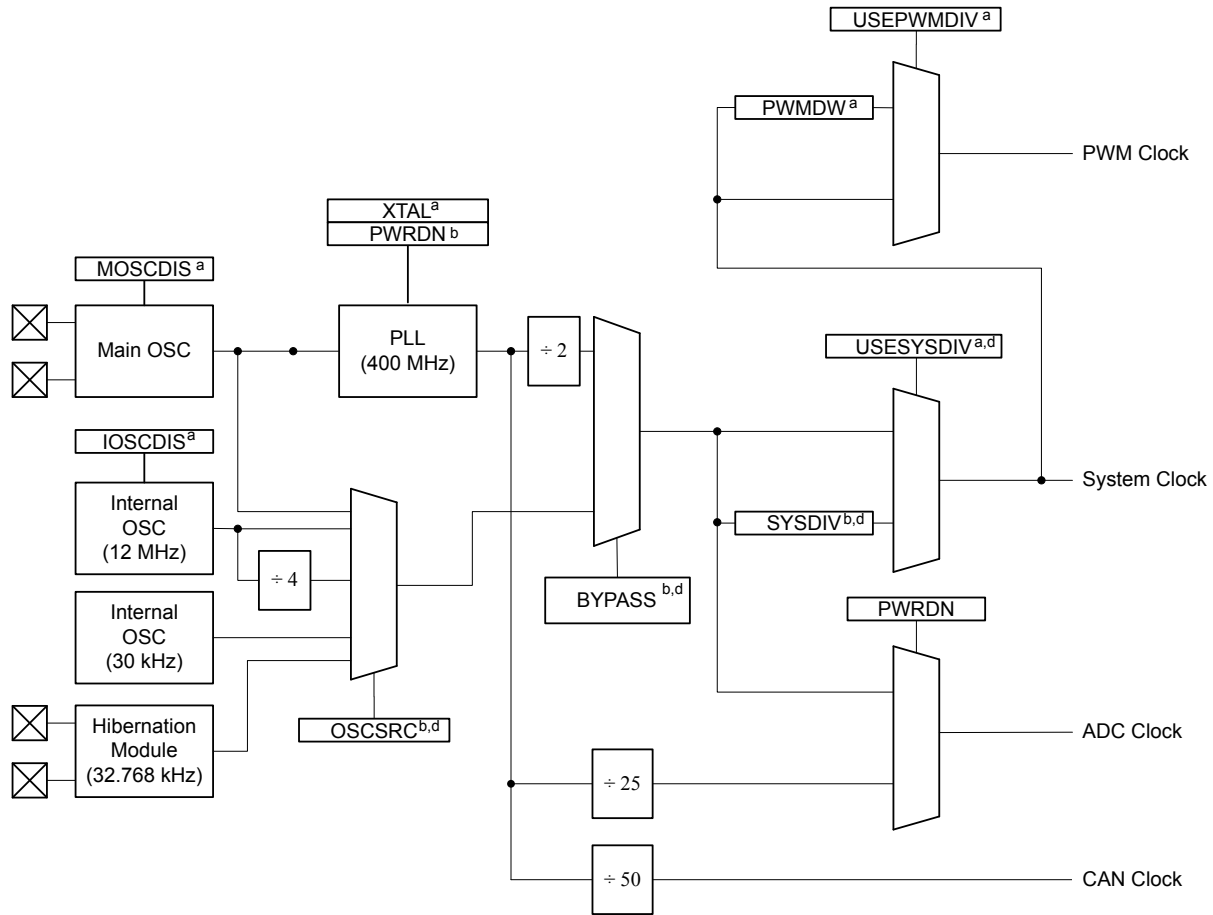 USEPWMDIV a
PWMDW a
PWM Clock
XTAL a
PWRDN b
MOSCDIS a
Main OSC
PLL
(400 MHz)
÷ 2
USESYSDIV a,d
IOSCDIS a
Internal
OSC
(12 MHz)
System Clock
SYSDIV b,d
÷ 4
BYPASS b,d
PWRDN
Internal
OSC
(30 kHz)
OSCSRC b,d
Hibernation
Module
(32.768 kHz)
ADC Clock
÷ 25
÷ 50
CAN Clock